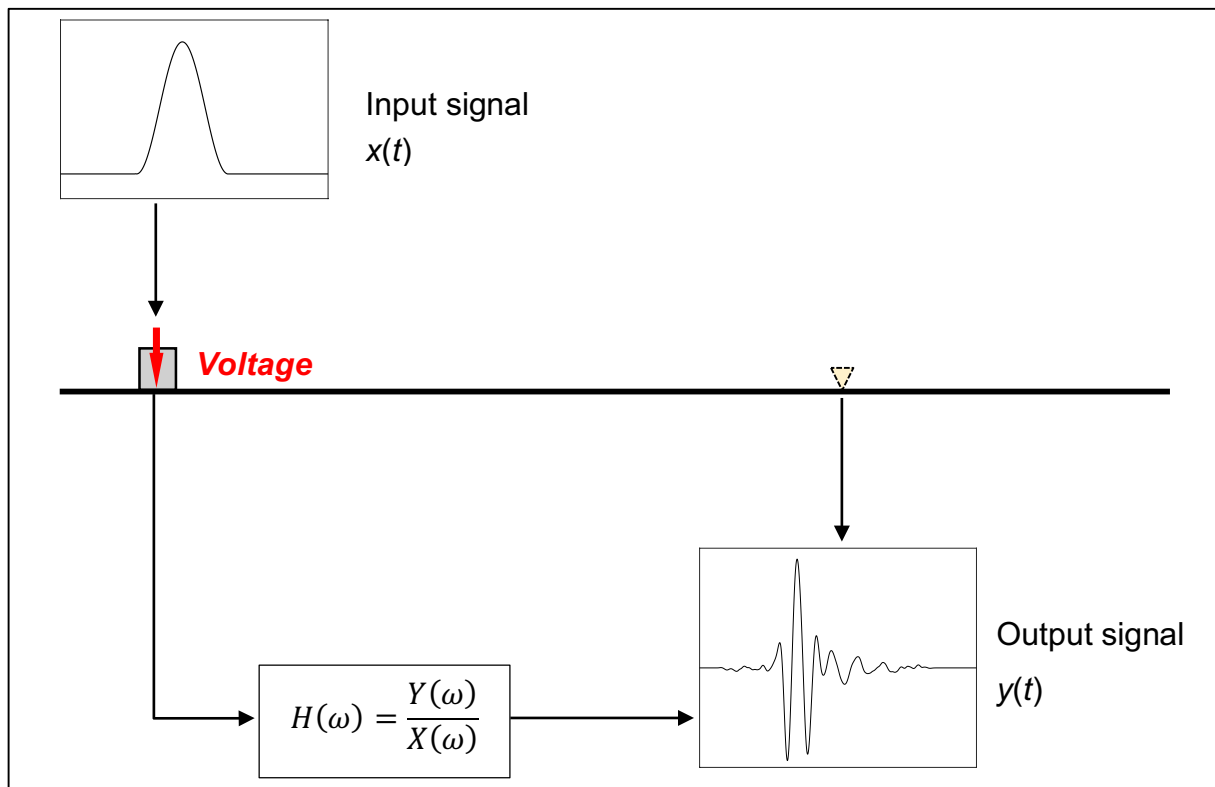 Input signal
x(t)
Voltage
Output signal
y(t)
H(ω) = Y(ω)/X(ω)